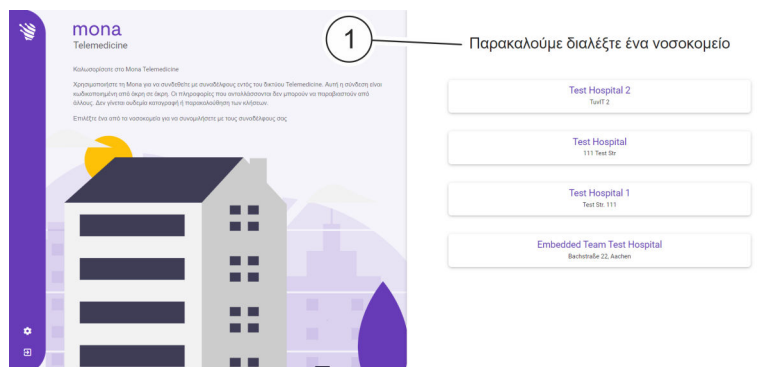 mona
Telemedicine
Καλωσορίσατε στο Mona Telemedicine
Χρησιμοποιήστε τη Mona για να συνδεθείτε με συναδέλφους εντός του δικτύου Telemedicine. Αυτή η σύνδεση είναι
κωδικοποιημένη από άκρη σε άκρη. Οι πληροφορίες που ανταλλάσσονται δεν μπορούν να παραβιαστούν από
άλλους. Δεν γίνεται ουδεμία καταγραφή ή παρακολούθηση των κλήσεων.
Επιλέξτε ένα από τα νοσοκομεία για να συνομιλήσετε με τους συναδέλφους σας
1
Παρακαλούμε διαλέξτε ένα νοσοκομείο
Test Hospital 2
TuvIT 2
Test Hospital
111 Test Str
Test Hospital 1
Test Str. 111
Embedded Team Test Hospital
Bachstraße 22, Aachen